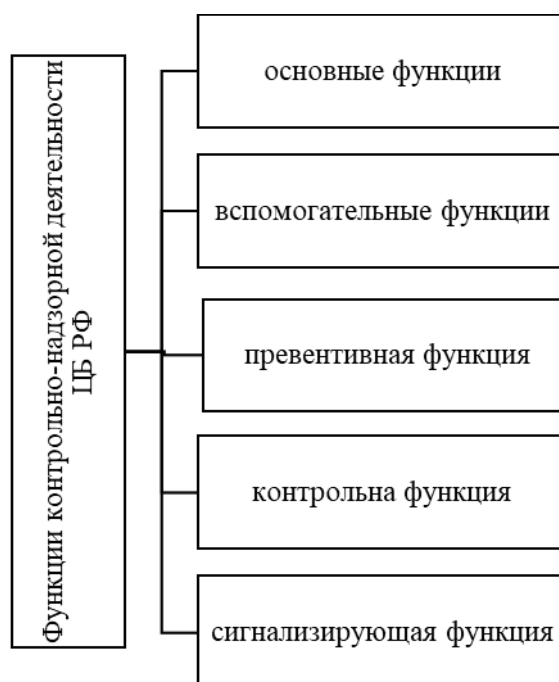 Функции контрольно-надзорной деятельности
ЦБ РФ
основные функции
вспомогательные функции
превентивная функция
контрольна функция
сигнализирующая функция